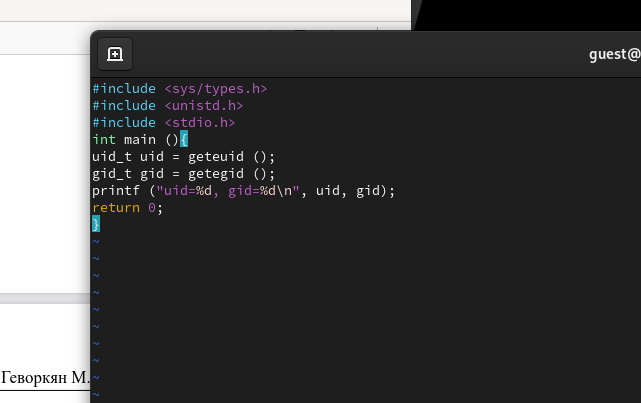 guest@
#include <sys/types.h>
#include <unistd.h>
#include <stdio.h>
int main (){
uid_t uid = geteuid ();
gid_t gid = getegid ();
printf ("uid=%d, gid=%d\n", uid, gid);
return 0;
}
~
~
~
~
~
~
~
~
~
~
Геворкян М.